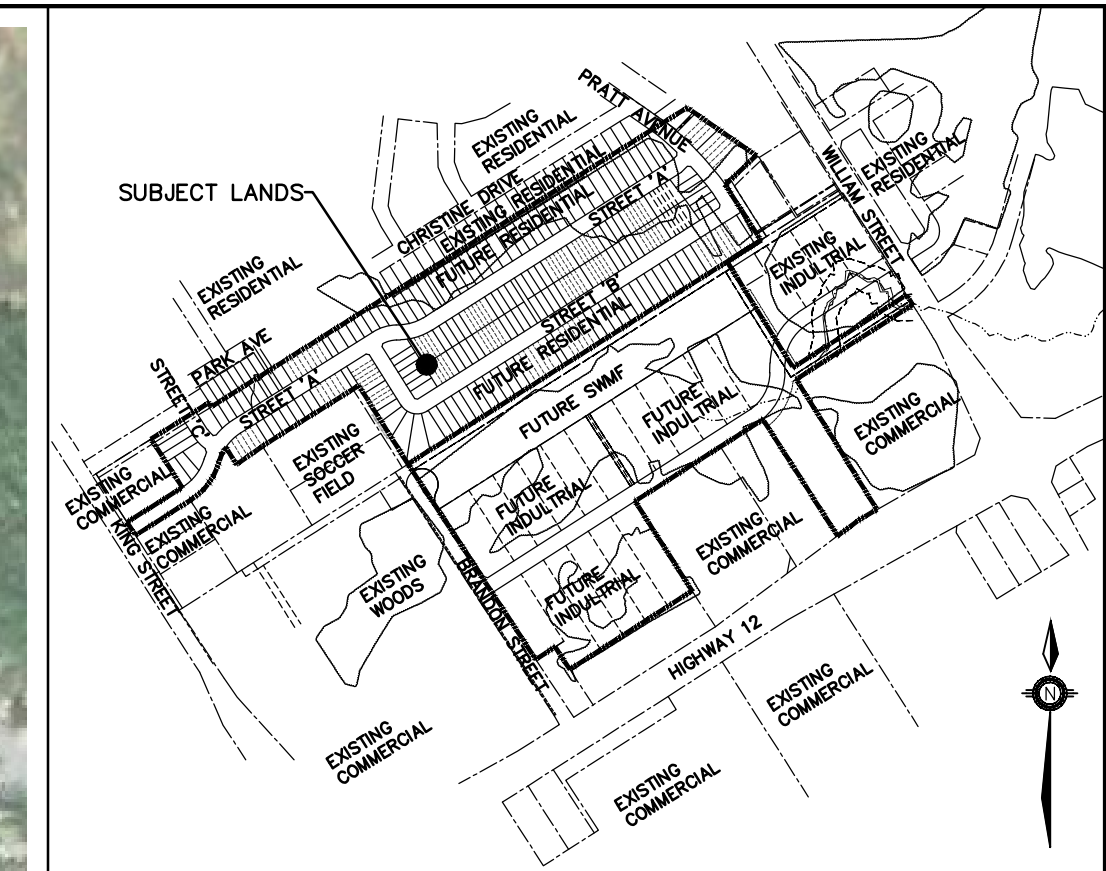 PRATT AVENUE
EXISTING
RESIDENTIAL
CHRISTINE DRIVE
EXISTING RESIDENTIAL
FUTURE RESIDENTIAL
STREET 'A'
WILLIAM STREET
EXISTING
RESIDENTIAL
SUBJECT LANDS
EXISTING
RESIDENTIAL
EXISTING
INDULTRIAL
STREET 'B'
FUTURE RESIDENTIAL
PARK AVE
STREET 'C'
STREET 'A'
FUTURE SWMF
FUTURE
INDULTRIAL
EXISTING
COMMERCIAL
EXISTING
SOCCER
FIELD
EXISTING
COMMERCIAL
KING STREET
EXISTING
COMMERCIAL
FUTURE
INDULTRIAL
EXISTING
COMMERCIAL
EXISTING
WOODS
BRANDON STREET
FUTURE
INDULTRIAL
HIGHWAY 12
EXISTING
COMMERCIAL
EXISTING
COMMERCIAL
EXISTING
COMMERCIAL
N